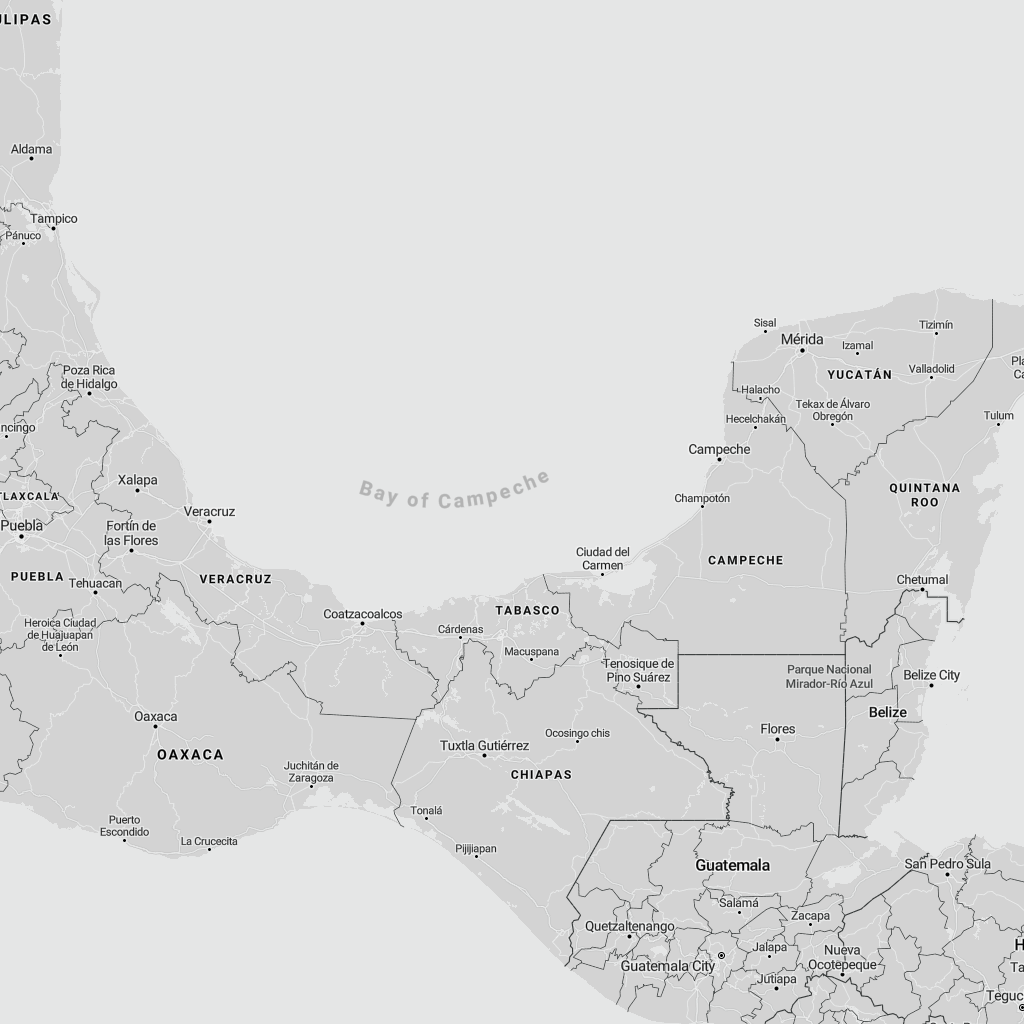 LIPAS
Aldama
Tampico
Pánuco
Sisal
Mérida
Izamal
Tizimín
Poza Rica
de Hidalgo
YUCATÁN
Valladolid
Halacho
Tekax de Álvaro
Obregón
Tulum
Hecelchakán
ncingo
Campeche
Xalapa
Bay of Campeche
QUINTANA
ROO
TLAXCALA
Champotón
Veracruz
Puebla
Fortín de
las Flores
Ciudad del
Carmen
CAMPECHE
PUEBLA
Tehuacan
VERACRUZ
Chetumal
Coatzacoalcos
TABASCO
Heroica Ciudad
de Huajuapan
de León
Cárdenas
Macuspana
Tenosique de
Pino Suárez
Parque Nacional
Mirador-Río Azul
Belize City
Belize
Oaxaca
Flores
Ocosingo chis
Tuxtla Gutiérrez
OAXACA
CHIAPAS
Juchitán de
Zaragoza
Tonalá
Puerto
Escondido
La Crucecita
Pijijiapan
Guatemala
San Pedro Sula
Salamá
Zacapa
Quetzaltenango
Jalapa
Nueva
Ocotepeque
Guatemala City
Jutiapa